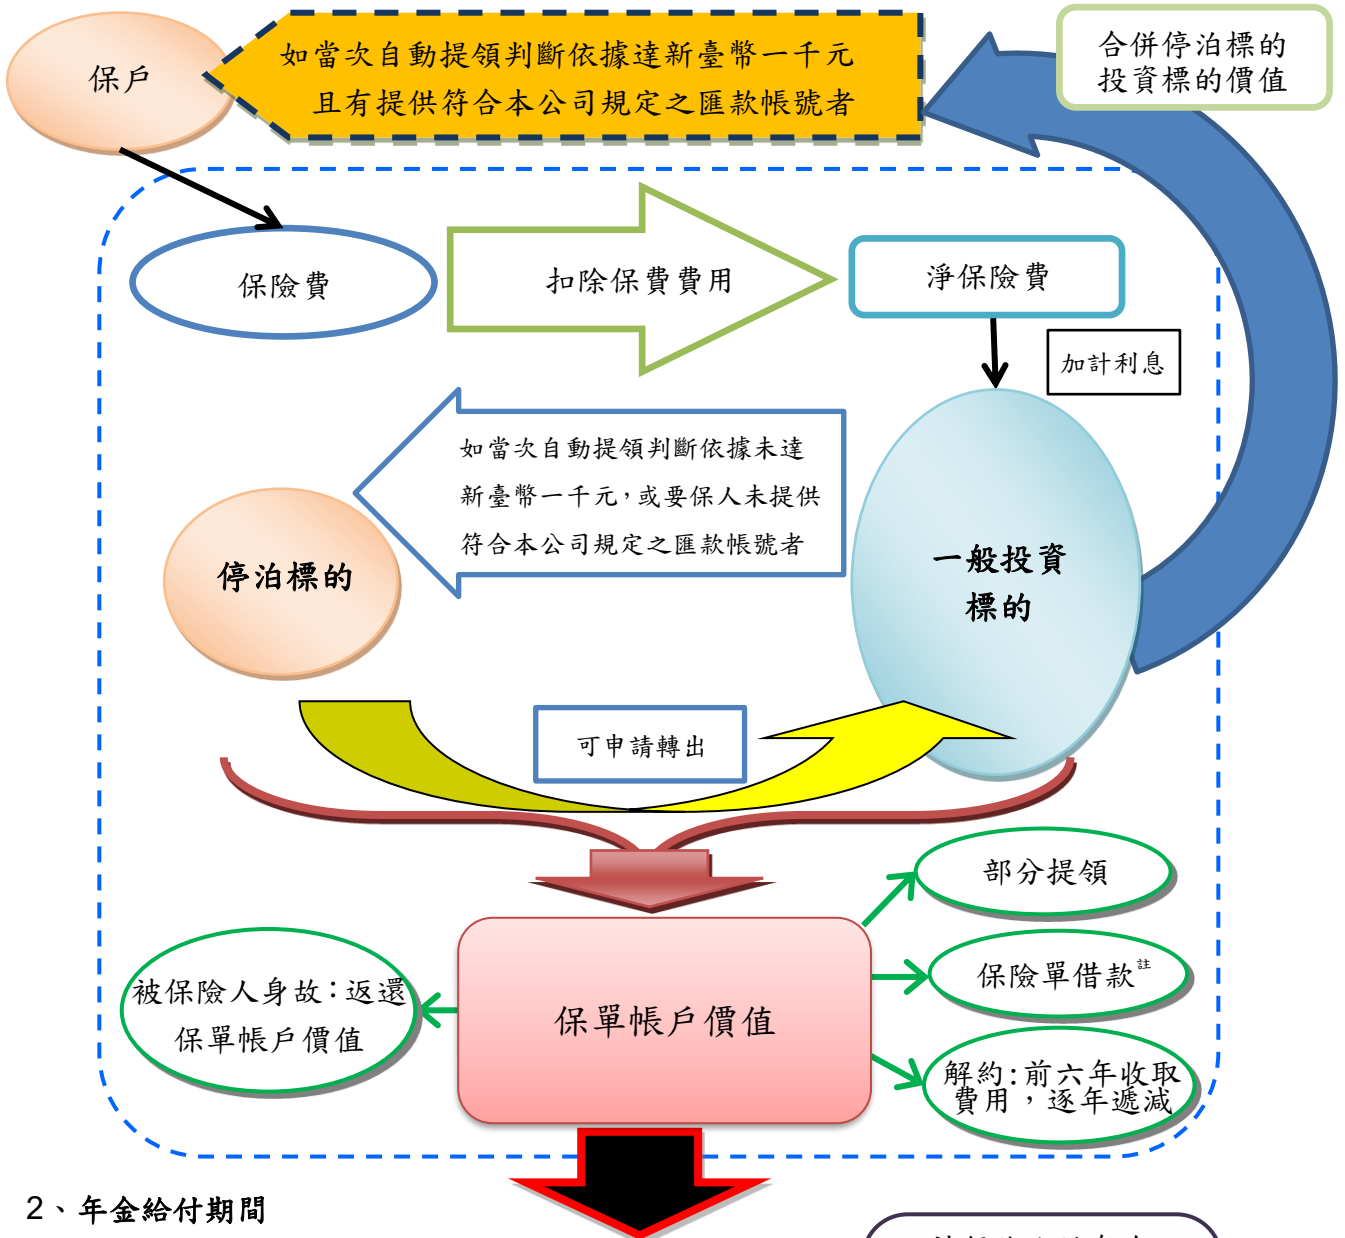 保戶
如當次自動提領判斷依據達新臺幣一千元
且有提供符合本公司規定之匯款帳號者
合併停泊標的
投資標的價值
保險費
扣除保費費用
淨保險費
加計利息
如當次自動提領判斷依據未達
新臺幣一千元，或要保人未提供
符合本公司規定之匯款帳號者
停泊標的
一般投資
標的
可申請轉出
部分提領
保險單借款註
解約：前六年收取
費用，逐年遞減
被保險人身故：返還
保單帳戶價值
保單帳戶價值
2、年金給付期間